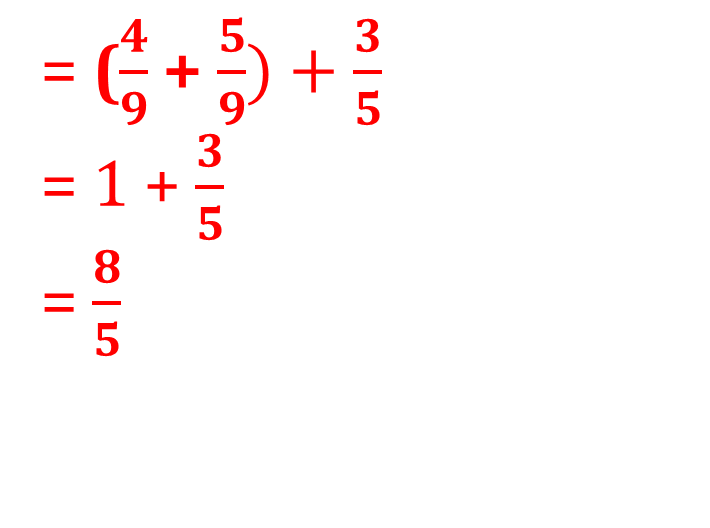 = (4/9 + 5/9) + 3/5
= 1 + 3/5
= 8/5